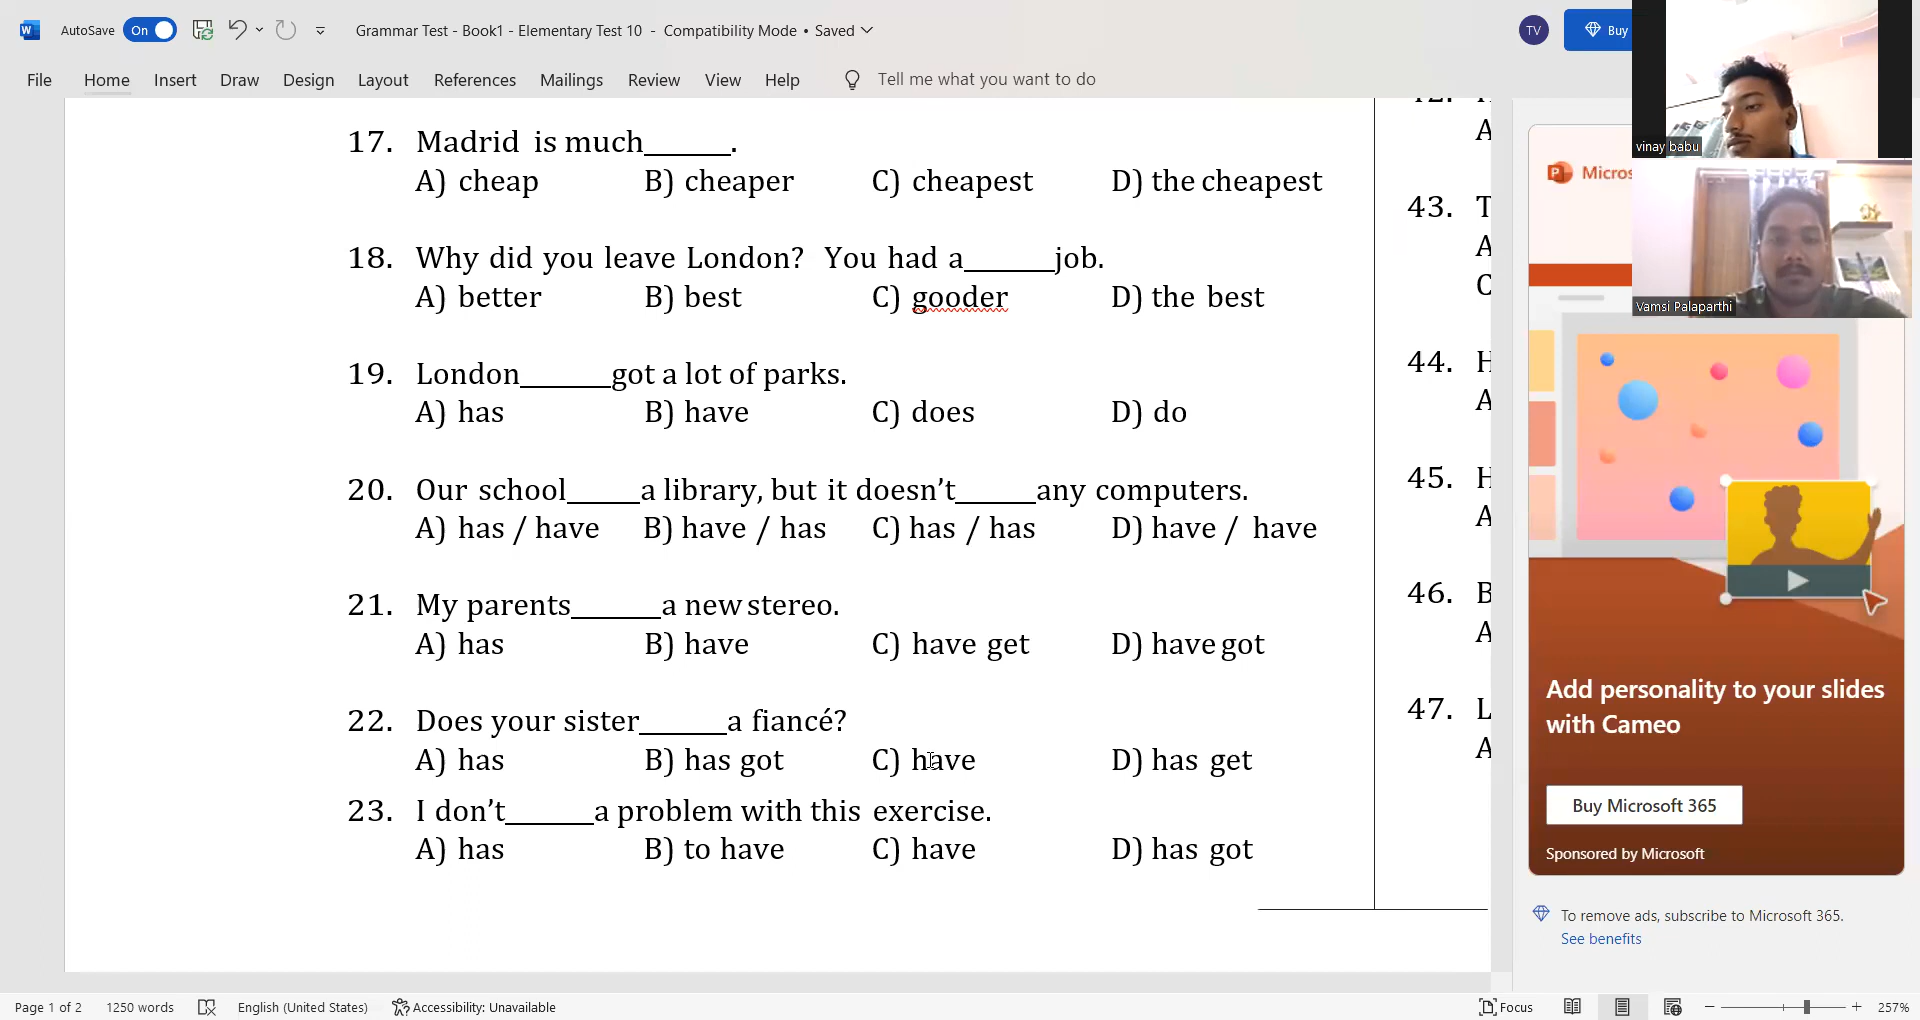 AutoSave On Grammar Test - Book1 - Elementary Test 10 - Compatibility Mode • Saved TV Buy
File Home Insert Draw Design Layout References Mailings Review View Help Tell me what you want to do
17. Madrid is much______.
A) cheap B) cheaper C) cheapest D) the cheapest
18. Why did you leave London? You had a______job.
A) better B) best C) gooder D) the best
19. London______got a lot of parks.
A) has B) have C) does D) do
20. Our school_____a library, but it doesn’t_____any computers.
A) has / have B) have / has C) has / has D) have / have
21. My parents______a new stereo.
A) has B) have C) have get D) have got
22. Does your sister______a fiancé?
A) has B) has got C) have D) has get
23. I don’t______a problem with this exercise.
A) has B) to have C) have D) has got
A
43. T
A
C
44. H
A
45. H
A
46. B
A
47. L
A
vinay babu
Vamsi Palaparthi
Add personality to your slides
with Cameo
Buy Microsoft 365
Sponsored by Microsoft
To remove ads, subscribe to Microsoft 365.
See benefits
Page 1 of 2 1250 words English (United States) Accessibility: Unavailable Focus 257%